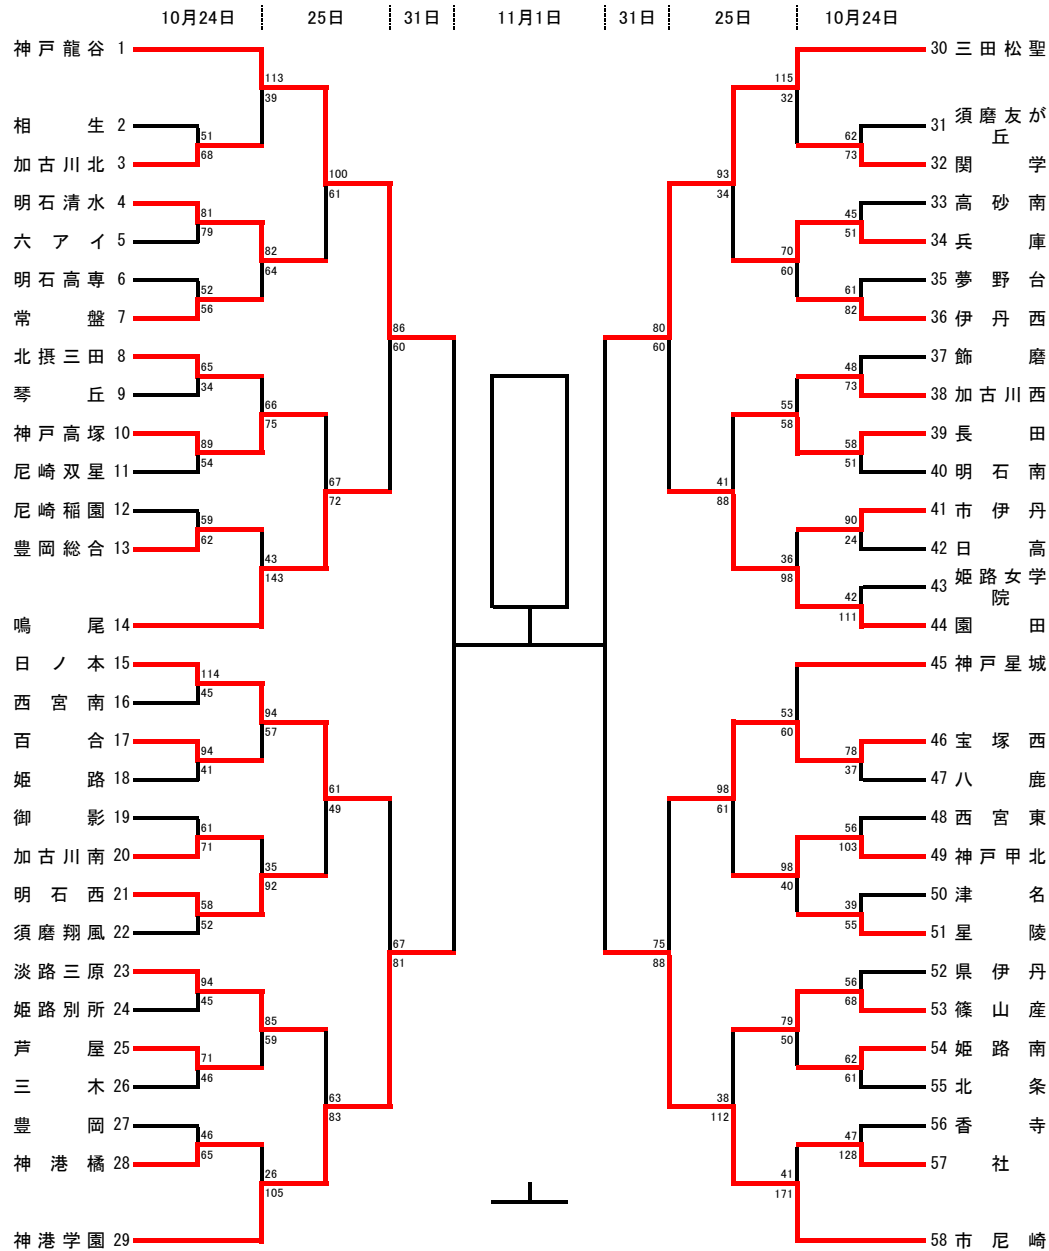 10月24日 25日 31日 11月1日 31日 25日 10月24日
神戸龍谷 1
30 三田松聖
113
115
39
32
相生 2
31 須磨友が丘
51
62
加古川北 3
68
73
32 関学
100
93
明石清水 4
61
34
33 高砂南
81
45
六アイ 5
79
51
34 兵庫
82
70
明石高専 6
64
60
35 夢野台
52
61
常盤 7
56
82
36 伊丹西
86
80
北摂三田 8
60
60
37 飾磨
65
48
琴丘 9
34
73
38 加古川西
66
55
神戸高塚 10
75
58
39 長田
89
58
尼崎双星 11
54
51
40 明石南
67
41
尼崎稲園 12
72
88
41 市伊丹
59
90
豊岡総合 13
62
24
42 日高
43
36
143
98
43 姫路女学院
42
鳴尾 14
111
44 園田
日ノ本 15
45 神戸星城
114
西宮南 16
45
94
53
百合 17
57
60
46 宝塚西
94
78
姫路 18
41
37
47 八鹿
61
98
御影 19
49
61
48 西宮東
61
56
加古川南 20
71
103
49 神戸甲北
35
98
明石西 21
92
40
50 津名
58
39
須磨翔風 22
52
55
51 星陵
67
75
淡路三原 23
81
88
52 県伊丹
94
56
姫路別所 24
45
68
53 篠山産
85
79
芦屋 25
59
50
54 姫路南
71
62
三木 26
46
61
55 北条
63
38
豊岡 27
83
112
56 香寺
46
47
神港橘 28
65
128
57 社
26
41
105
171
神港学園 29
58 市尼崎